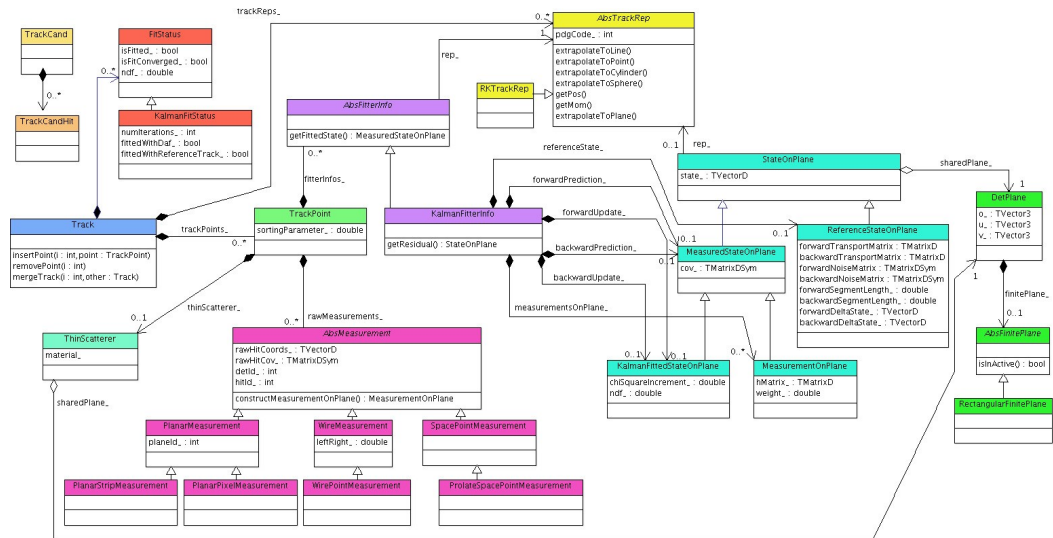 trackReps_
0..*
AbsTrackRep
pdgCode_ : int
extrapolateToLine()
extrapolateToPoint()
extrapolateToCylinder()
extrapolateToSphere()
getPos()
getMom()
extrapolateToPlane()
TrackCand
0..*
TrackCandHit
FitStatus
isFitted_ : bool
isFitConverged_ : bool
ndf_ : double
0..*
KalmanFitStatus
numIterations_ : int
fittedWithDaf_ : bool
fittedWithReferenceTrack_ : bool
1
rep_
RKTrackRep
AbsFitterInfo
getFittedState() : MeasuredStateOnPlane
0..*
fitterInfos_
referenceState_
forwardPrediction_
0..1
rep_
StateOnPlane
state_ : TVectorD
sharedPlane_
1
DetPlane
o_ : TVector3
u_ : TVector3
v_ : TVector3
1
finitePlane_
0..1
AbsFinitePlane
isInActive() : bool
RectangularFinitePlane
Track
insertPoint(i : int,point : TrackPoint)
removePoint(i : int)
mergeTrack(i : int,other : Track)
trackPoints_
0..*
TrackPoint
sortingParameter_ : double
KalmanFitterInfo
getResidual() : StateOnPlane
forwardUpdate_
backwardPrediction_
backwardUpdate_
measurementsOnPlane_
0..1
0..1
0..1
MeasuredStateOnPlane
cov_ : TMatrixDSym
ReferenceStateOnPlane
forwardTransportMatrix : TMatrixD
backwardTransportMatrix : TMatrixD
forwardNoiseMatrix : TMatrixDSym
backwardNoiseMatrix : TMatrixDSym
forwardSegmentLength_ : double
backwardSegmentLength_ : double
forwardDeltaState_ : TVectorD
backwardDeltaState_ : TVectorD
thinScatterer_
0..1
rawMeasurements_
0..*
ThinScatterer
material_
sharedPlane_
AbsMeasurement
rawHitCoords_ : TVectorD
rawHitCov_ : TMatrixDSym
detId_ : int
hitId_ : int
constructMeasurementOnPlane() : MeasurementOnPlane
0..1
0..1
0..*
KalmanFittedStateOnPlane
chiSquareIncrement_ : double
ndf_ : double
MeasurementOnPlane
hMatrix_ : TMatrixD
weight_ : double
PlanarMeasurement
planeId_ : int
WireMeasurement
leftRight_ : double
SpacePointMeasurement
PlanarStripMeasurement
PlanarPixelMeasurement
WirePointMeasurement
ProlateSpacePointMeasurement